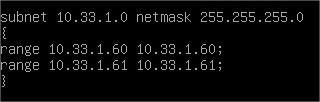 subnet 10.33.1.0 netmask 255.255.255.0
{
range 10.33.1.60 10.33.1.60;
range 10.33.1.61 10.33.1.61;
}